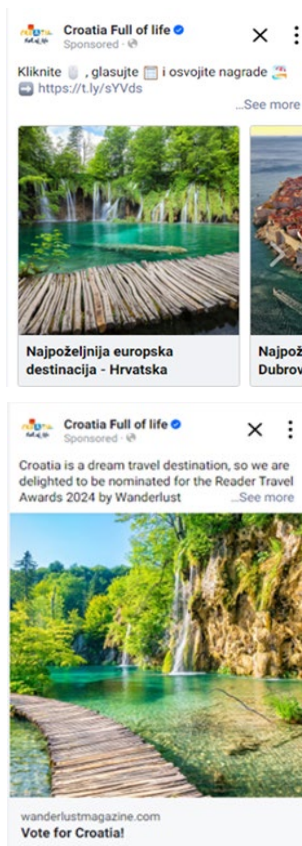 Croatia Full of life
Sponsored ·
Kliknite , glasujte i osvojite nagrade
https://t.ly/sYVds
...See more
Najpoželjnija europska
destinacija - Hrvatska
Najpož
Dubrov
Croatia Full of life
Sponsored ·
Croatia is a dream travel destination, so we are
delighted to be nominated for the Reader Travel
Awards 2024 by Wanderlust ...See more
wanderlustmagazine.com
Vote for Croatia!